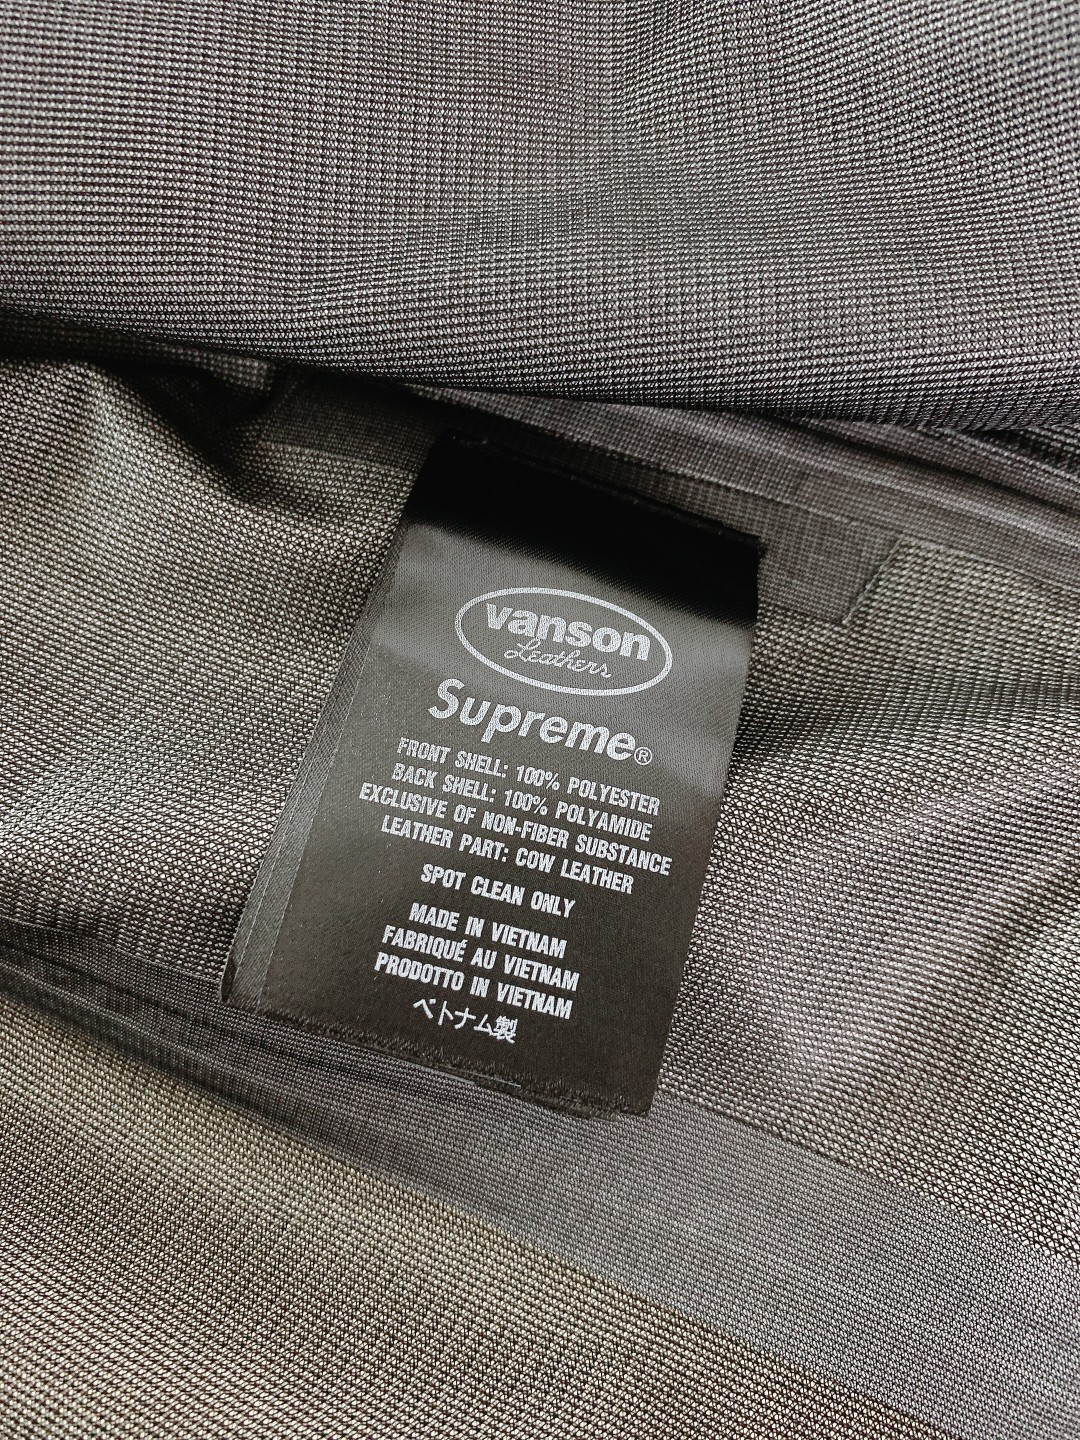 vanson
Leathers
Supreme®
FRONT SHELL: 100% POLYESTER
BACK SHELL: 100% POLYAMIDE
EXCLUSIVE OF NON-FIBER SUBSTANCE
LEATHER PART: COW LEATHER
SPOT CLEAN ONLY
MADE IN VIETNAM
FABRIQUÉ AU VIETNAM
PRODOTTO IN VIETNAM
ベトナム製